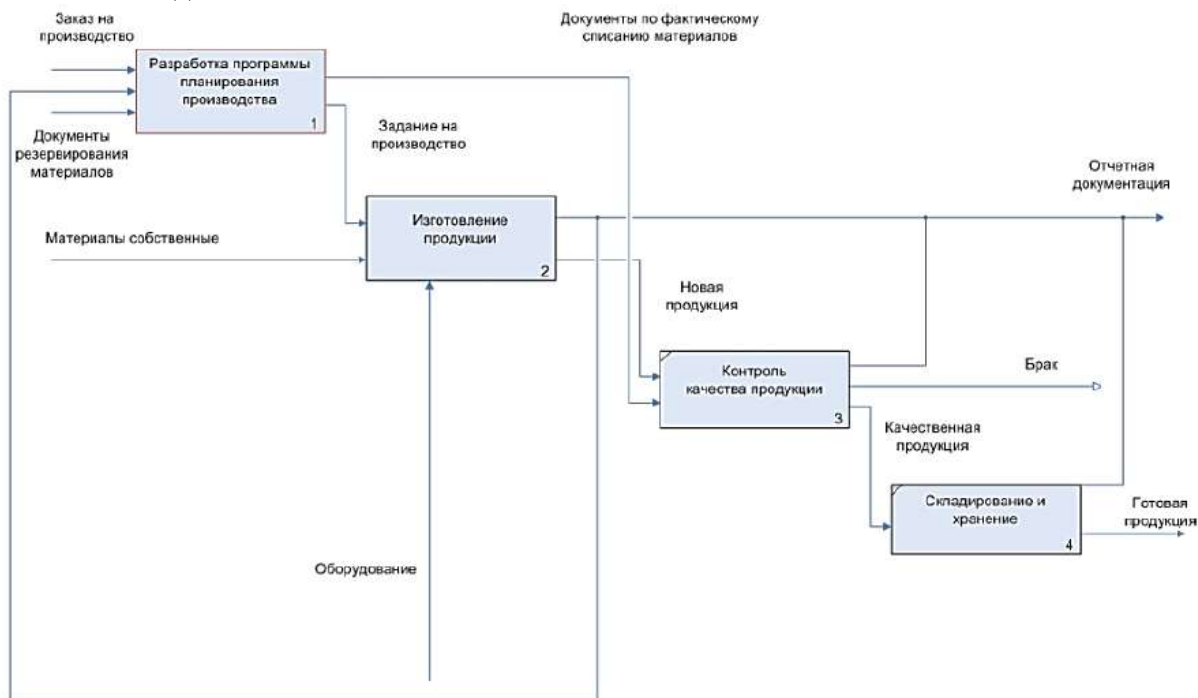 Заказ на
производство
Документы по фактическому
списанию материалов
Разработка программы
планирования
производства
1
Документы
резервирования
материалов
Задание на
производство
Отчетная
документация
Материалы собственные
Изготовление
продукции
2
Новая
продукция
Контроль
качества продукции
3
Брак
Качественная
продукция
Складирование и
хранение
4
Готовая
продукция
Оборудование